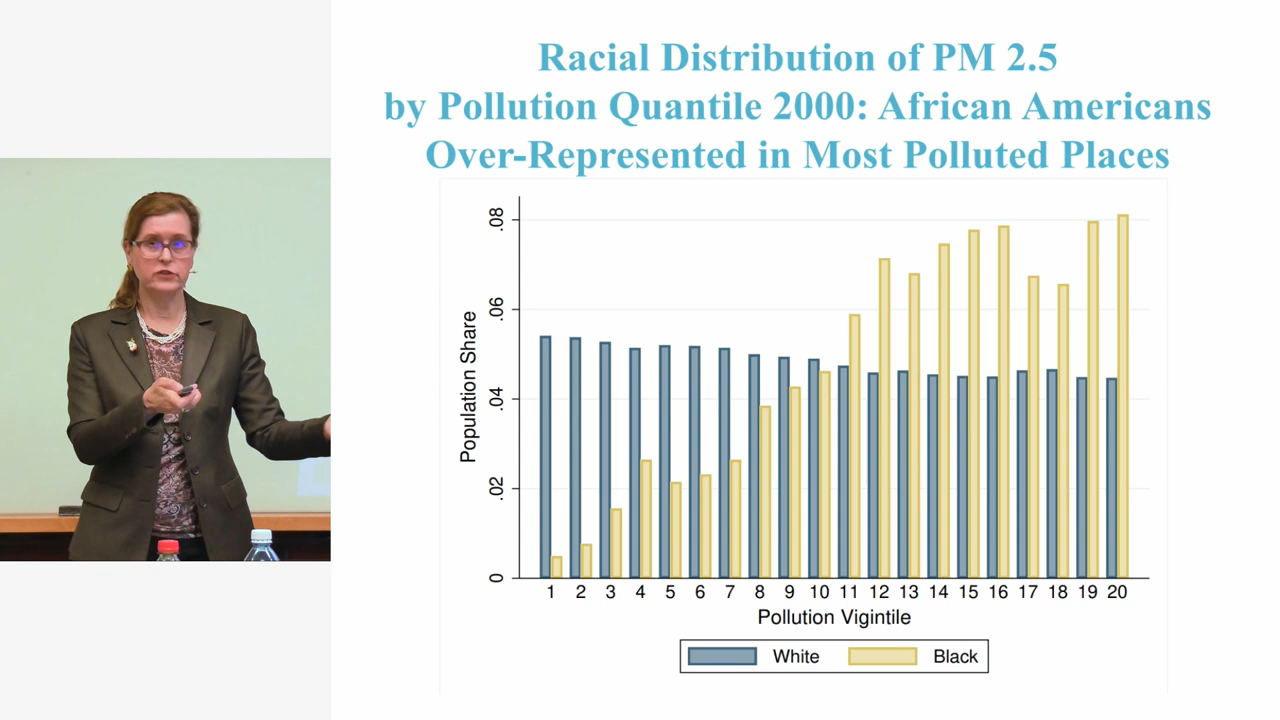 Racial Distribution of PM 2.5
by Pollution Quantile 2000: African Americans
Over-Represented in Most Polluted Places
Population Share
.08
.06
.04
.02
0
1 2 3 4 5 6 7 8 9 10 11 12 13 14 15 16 17 18 19 20
Pollution Vigintile
White Black